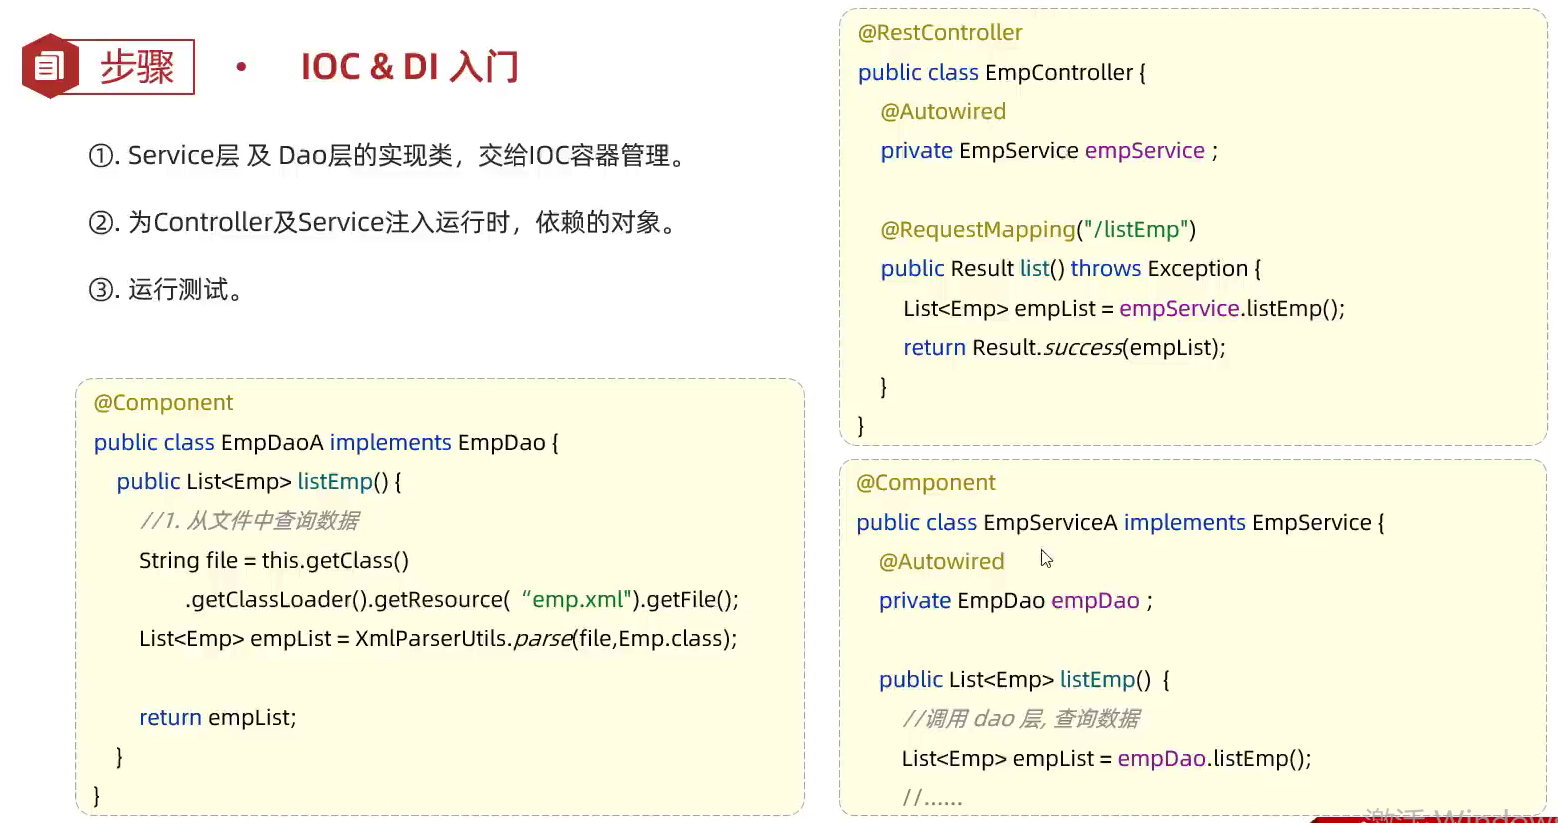 步骤
IOC & DI 入门
①. Service层 及 Dao层的实现类，交给IOC容器管理。
②. 为Controller及Service注入运行时，依赖的对象。
③. 运行测试。
@Component
public class EmpDaoA implements EmpDao {
public List<Emp> listEmp() {
//1. 从文件中查询数据
String file = this.getClass()
.getClassLoader().getResource( “emp.xml").getFile();
List<Emp> empList = XmlParserUtils.parse(file,Emp.class);
return empList;
}
}
@RestController
public class EmpController {
@Autowired
private EmpService empService ;
@RequestMapping("/listEmp")
public Result list() throws Exception {
List<Emp> empList = empService.listEmp();
return Result.success(empList);
}
}
@Component
public class EmpServiceA implements EmpService {
@Autowired
private EmpDao empDao ;
public List<Emp> listEmp() {
//调用 dao 层, 查询数据
List<Emp> empList = empDao.listEmp();
//......